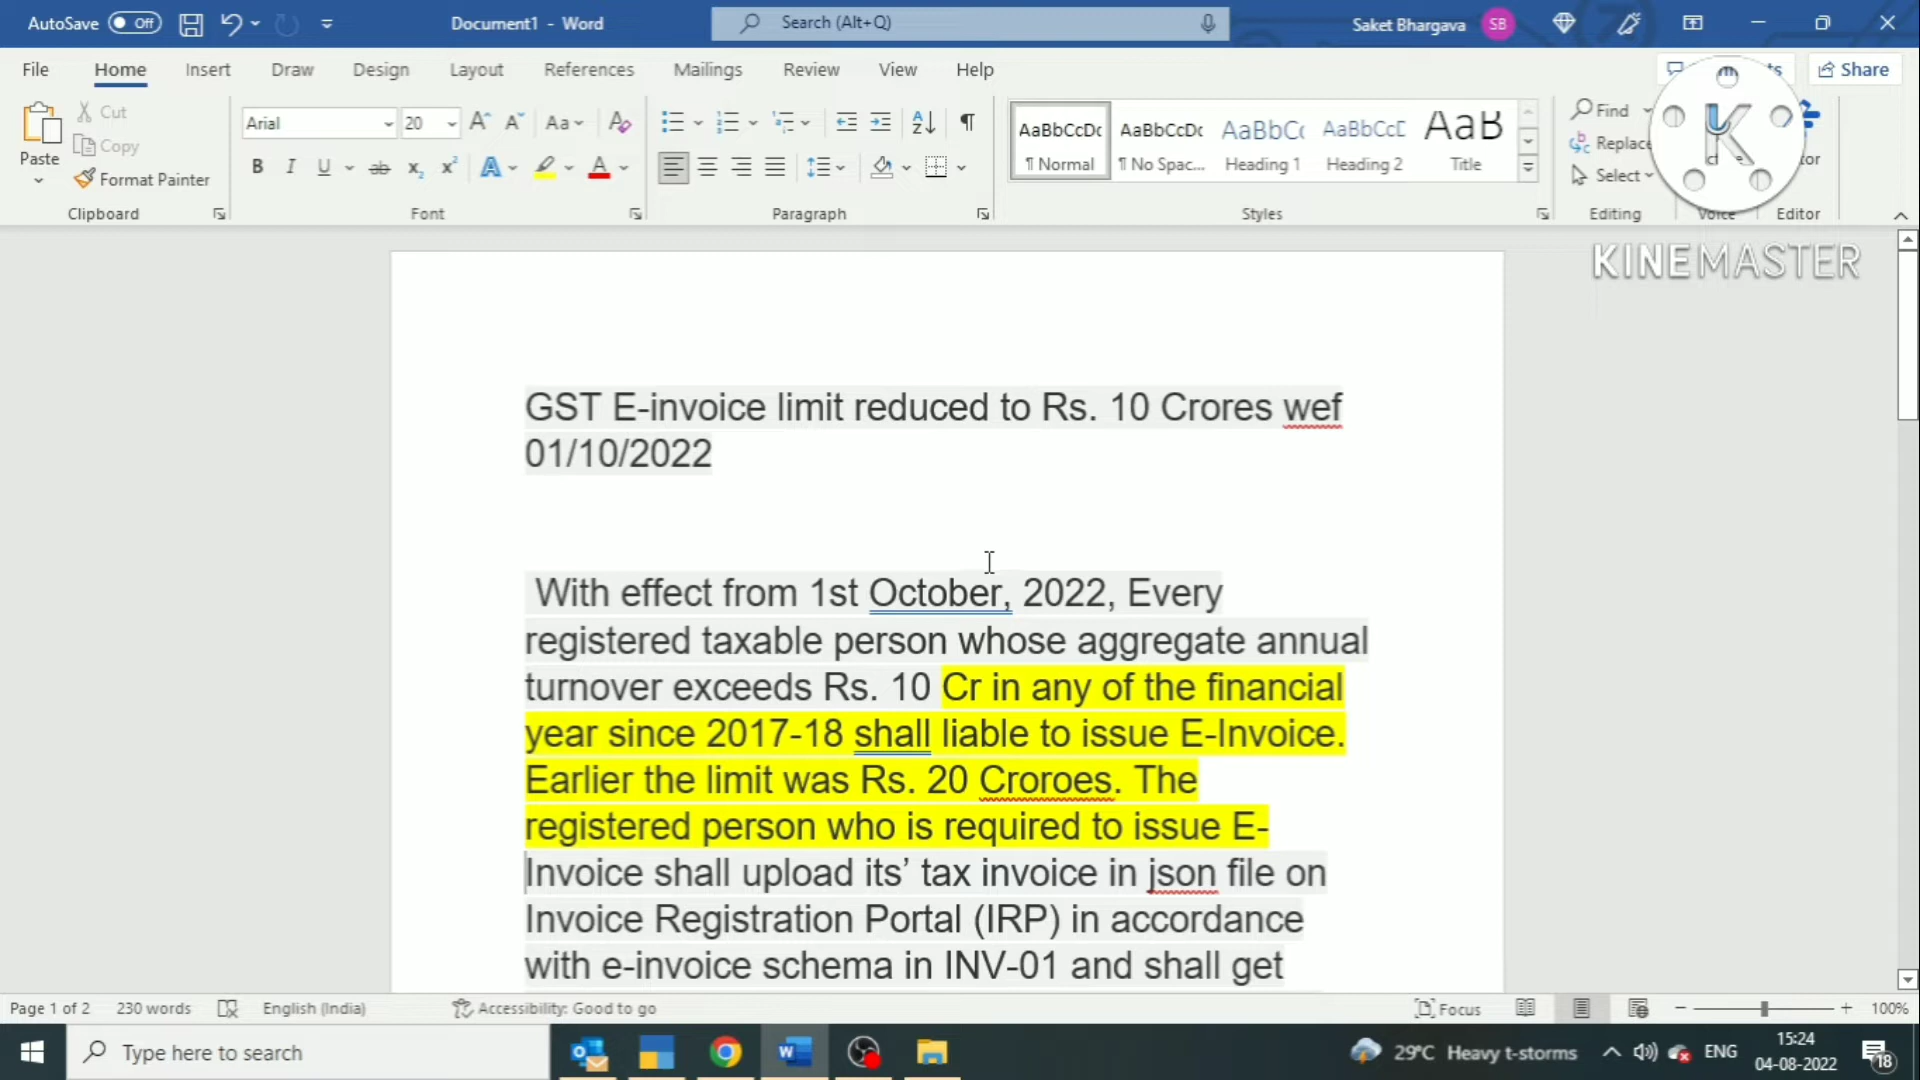 AutoSave Off Document1 - Word Search (Alt+Q) Saket Bhargava SB
File Home Insert Draw Design Layout References Mailings Review View Help Share
Paste Cut Copy Format Painter Clipboard
Arial 20 Aa Font
B I U ab x₂ x² A A
Paragraph
AaBbCcDc AaBbCcDc AaBbCc AaBbCcD AaB
¶ Normal ¶ No Spac... Heading 1 Heading 2 Title
Styles
Find
Replace
Select
Editing Voice Editor
K
KINEMASTER
GST E-invoice limit reduced to Rs. 10 Crores wef
01/10/2022
With effect from 1st October, 2022, Every
registered taxable person whose aggregate annual
turnover exceeds Rs. 10 Cr in any of the financial
year since 2017-18 shall liable to issue E-Invoice.
Earlier the limit was Rs. 20 Croroes. The
registered person who is required to issue E-
Invoice shall upload its’ tax invoice in json file on
Invoice Registration Portal (IRP) in accordance
with e-invoice schema in INV-01 and shall get
Page 1 of 2 230 words English (India) Accessibility: Good to go Focus 100%
Type here to search 29°C Heavy t-storms ENG 15:24
04-08-2022 18